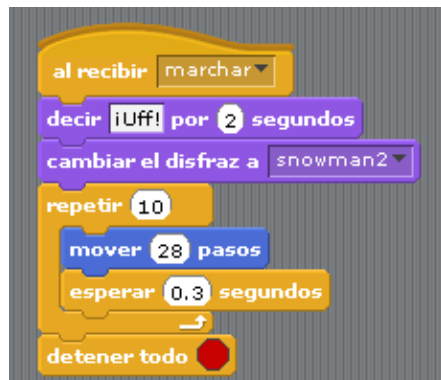 al recibir marchar
decir ¡Uff! por 2 segundos
cambiar el disfraz a snowman2
repetir 10
mover 28 pasos
esperar 0.3 segundos
detener todo